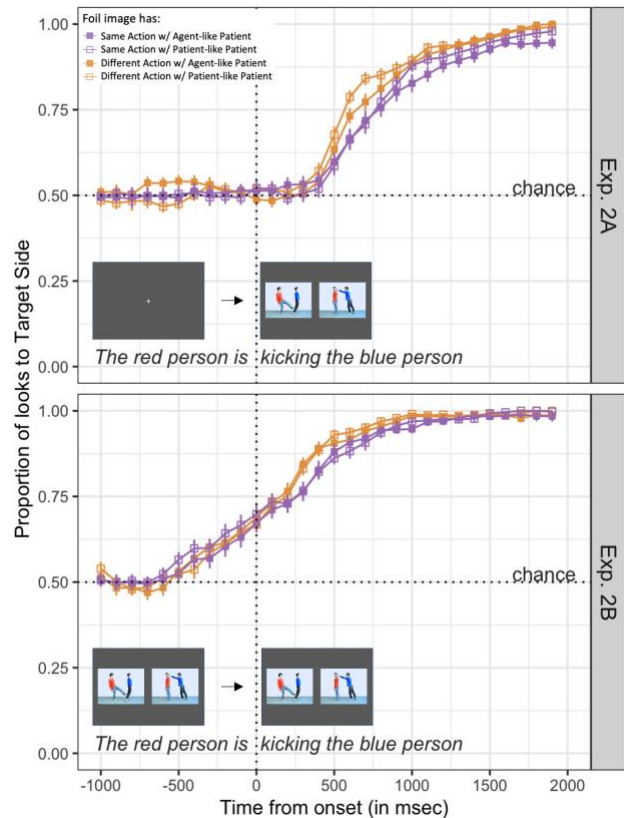 Foil image has:
Same Action w/ Agent-like Patient
Same Action w/ Patient-like Patient
Different Action w/ Agent-like Patient
Different Action w/ Patient-like Patient
1.00
0.75
0.50
0.25
0.00
chance
Exp. 2A
The red person is kicking the blue person
Proportion of looks to Target Side
1.00
0.75
0.50
0.25
0.00
chance
Exp. 2B
The red person is kicking the blue person
-1000 -500 0 500 1000 1500 2000
Time from onset (in msec)